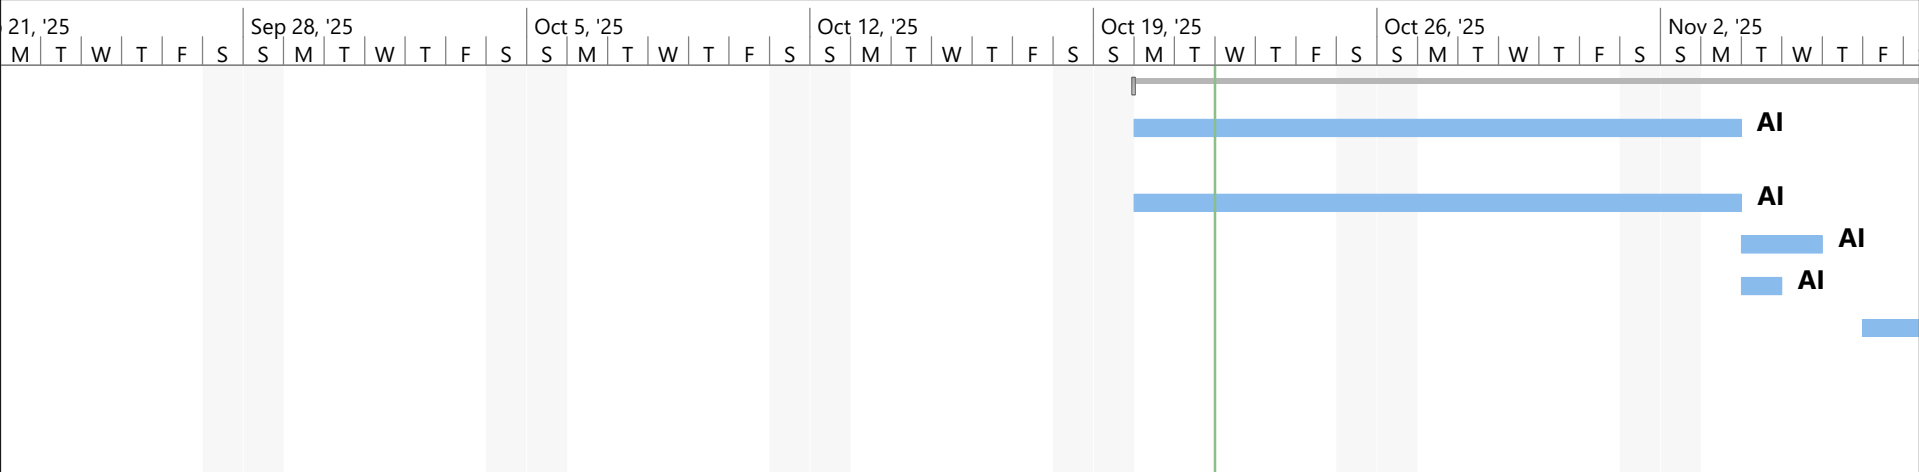 21, '25 Sep 28, '25 Oct 5, '25 Oct 12, '25 Oct 19, '25 Oct 26, '25 Nov 2, '25
M T W T F S S M T W T F S S M T W T F S S M T W T F S S M T W T F S S M T W T F S S M T W T F
AI
AI
AI
AI